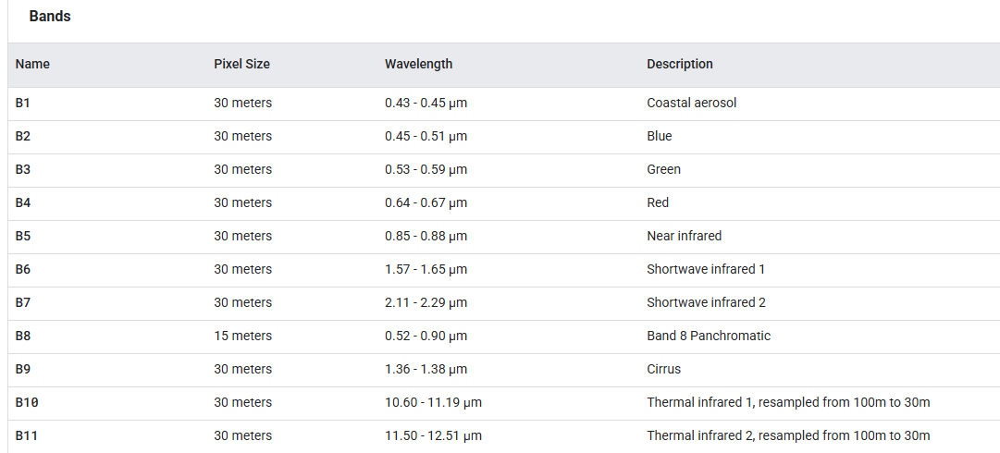 Bands
Name Pixel Size Wavelength Description
B1 30 meters 0.43 - 0.45 µm Coastal aerosol
B2 30 meters 0.45 - 0.51 µm Blue
B3 30 meters 0.53 - 0.59 µm Green
B4 30 meters 0.64 - 0.67 µm Red
B5 30 meters 0.85 - 0.88 µm Near infrared
B6 30 meters 1.57 - 1.65 µm Shortwave infrared 1
B7 30 meters 2.11 - 2.29 µm Shortwave infrared 2
B8 15 meters 0.52 - 0.90 µm Band 8 Panchromatic
B9 30 meters 1.36 - 1.38 µm Cirrus
B10 30 meters 10.60 - 11.19 µm Thermal infrared 1, resampled from 100m to 30m
B11 30 meters 11.50 - 12.51 µm Thermal infrared 2, resampled from 100m to 30m